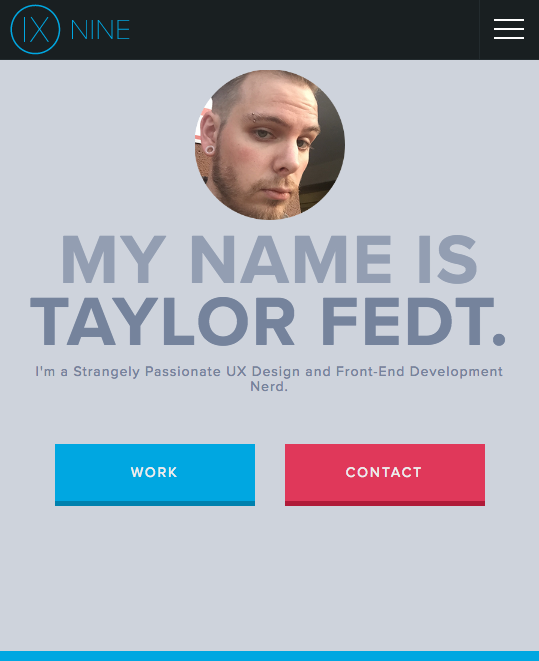 IX NINE
MY NAME IS
TAYLOR FEDT.
I'm a Strangely Passionate UX Design and Front-End Development
Nerd.
WORK
CONTACT